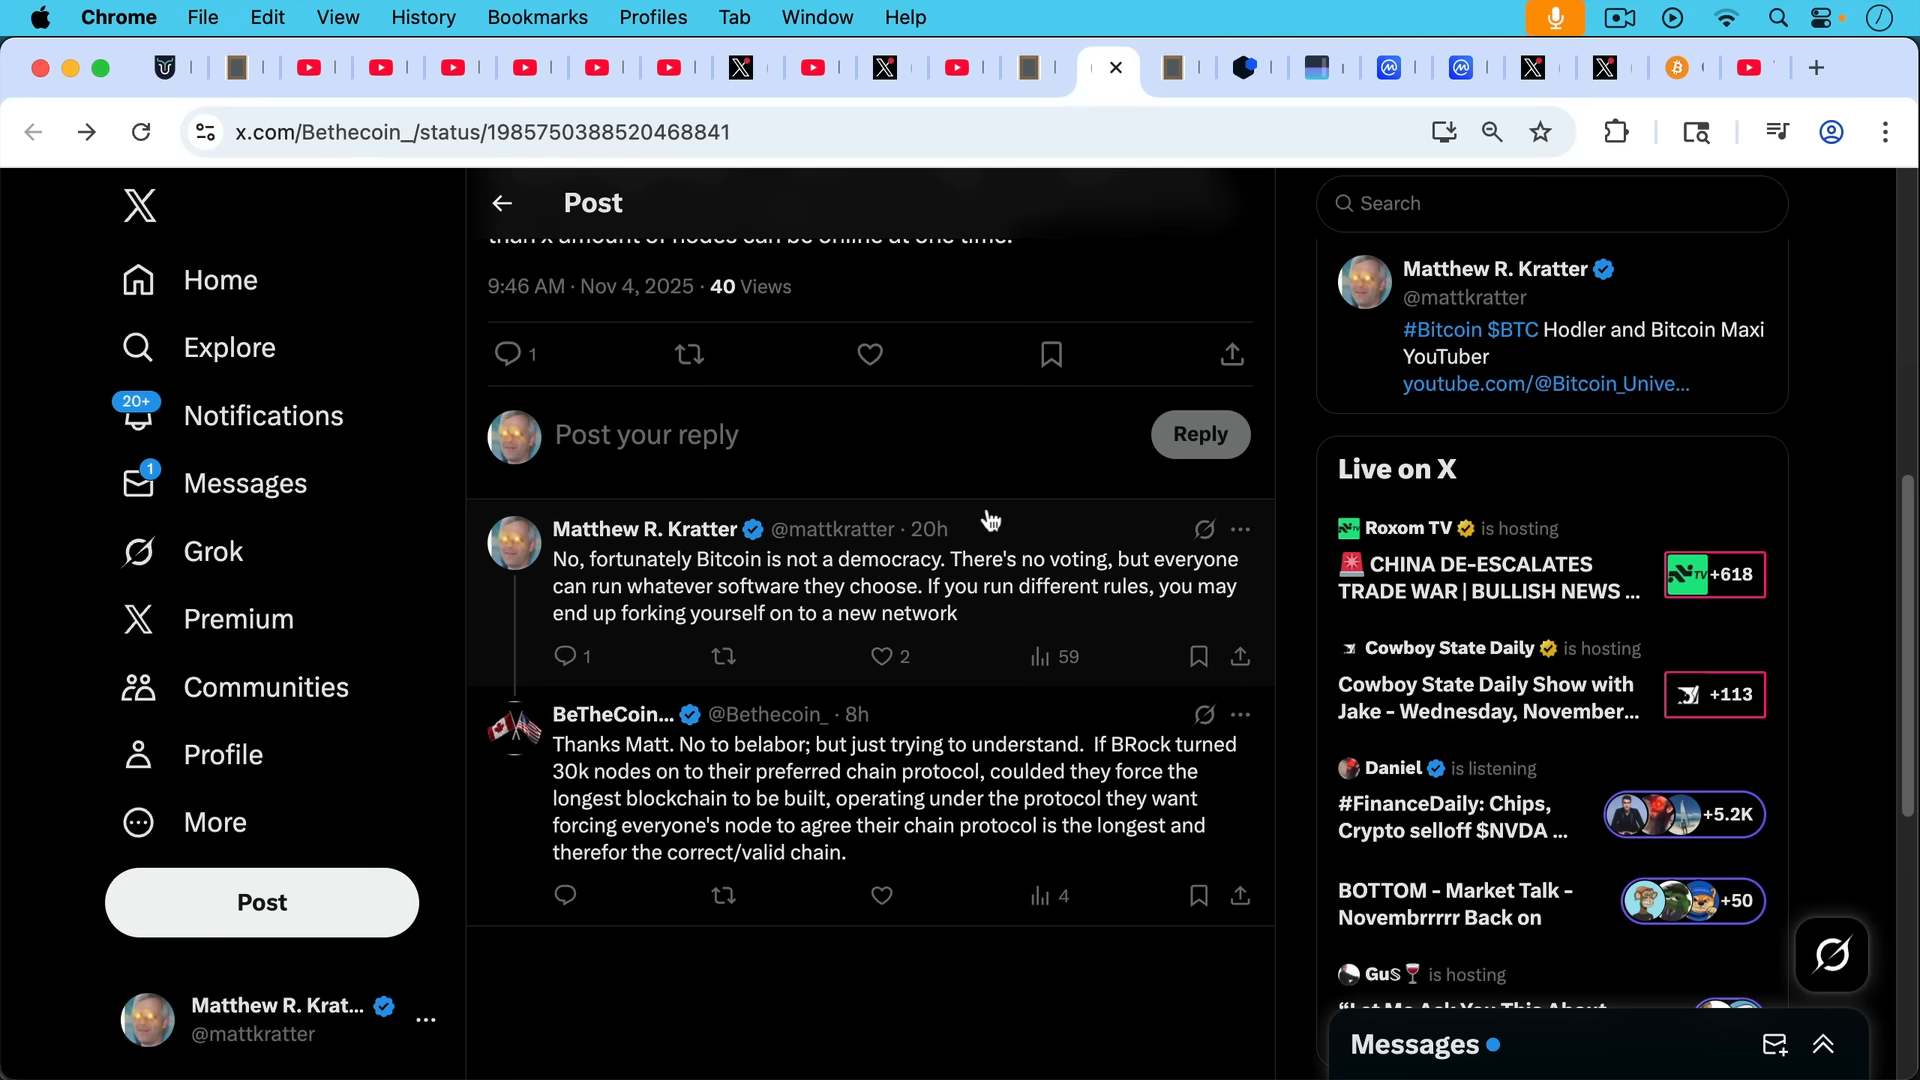 Chrome File Edit View History Bookmarks Profiles Tab Window Help
x.com/Bethecoin_/status/1985750388520468841
Home
Explore
20+
Notifications
1
Messages
Grok
Premium
Communities
Profile
More
Post
Matthew R. Krat...
@mattkratter
Post
than x amount of nodes can be online at one time.
9:46 AM · Nov 4, 2025 · 40 Views
1
Post your reply
Reply
Matthew R. Kratter @mattkratter · 20h
No, fortunately Bitcoin is not a democracy. There's no voting, but everyone
can run whatever software they choose. If you run different rules, you may
end up forking yourself on to a new network
1 2 59
BeTheCoin... @Bethecoin_ · 8h
Thanks Matt. No to belabor; but just trying to understand. If BRock turned
30k nodes on to their preferred chain protocol, coulded they force the
longest blockchain to be built, operating under the protocol they want
forcing everyone's node to agree their chain protocol is the longest and
therefor the correct/valid chain.
4
Search
Matthew R. Kratter
@mattkratter
#Bitcoin $BTC Hodler and Bitcoin Maxi
YouTuber
youtube.com/@Bitcoin_Unive...
Live on X
Roxom TV is hosting
CHINA DE-ESCALATES
TRADE WAR | BULLISH NEWS ...
TV +618
Cowboy State Daily is hosting
Cowboy State Daily Show with
Jake - Wednesday, November...
+113
Daniel is listening
#FinanceDaily: Chips,
Crypto selloff $NVDA ...
+5.2K
BOTTOM - Market Talk -
Novembrrrrr Back on
+50
GuS is hosting
"Let Me Ask You This About
Messages